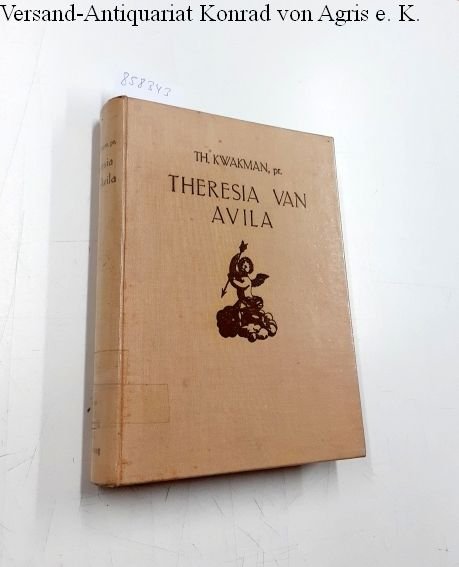 Versand-Antiquariat Konrad von Agris e. K.
858343
TH. KWAKMAN, pr.
THERESIA VAN
AVILA